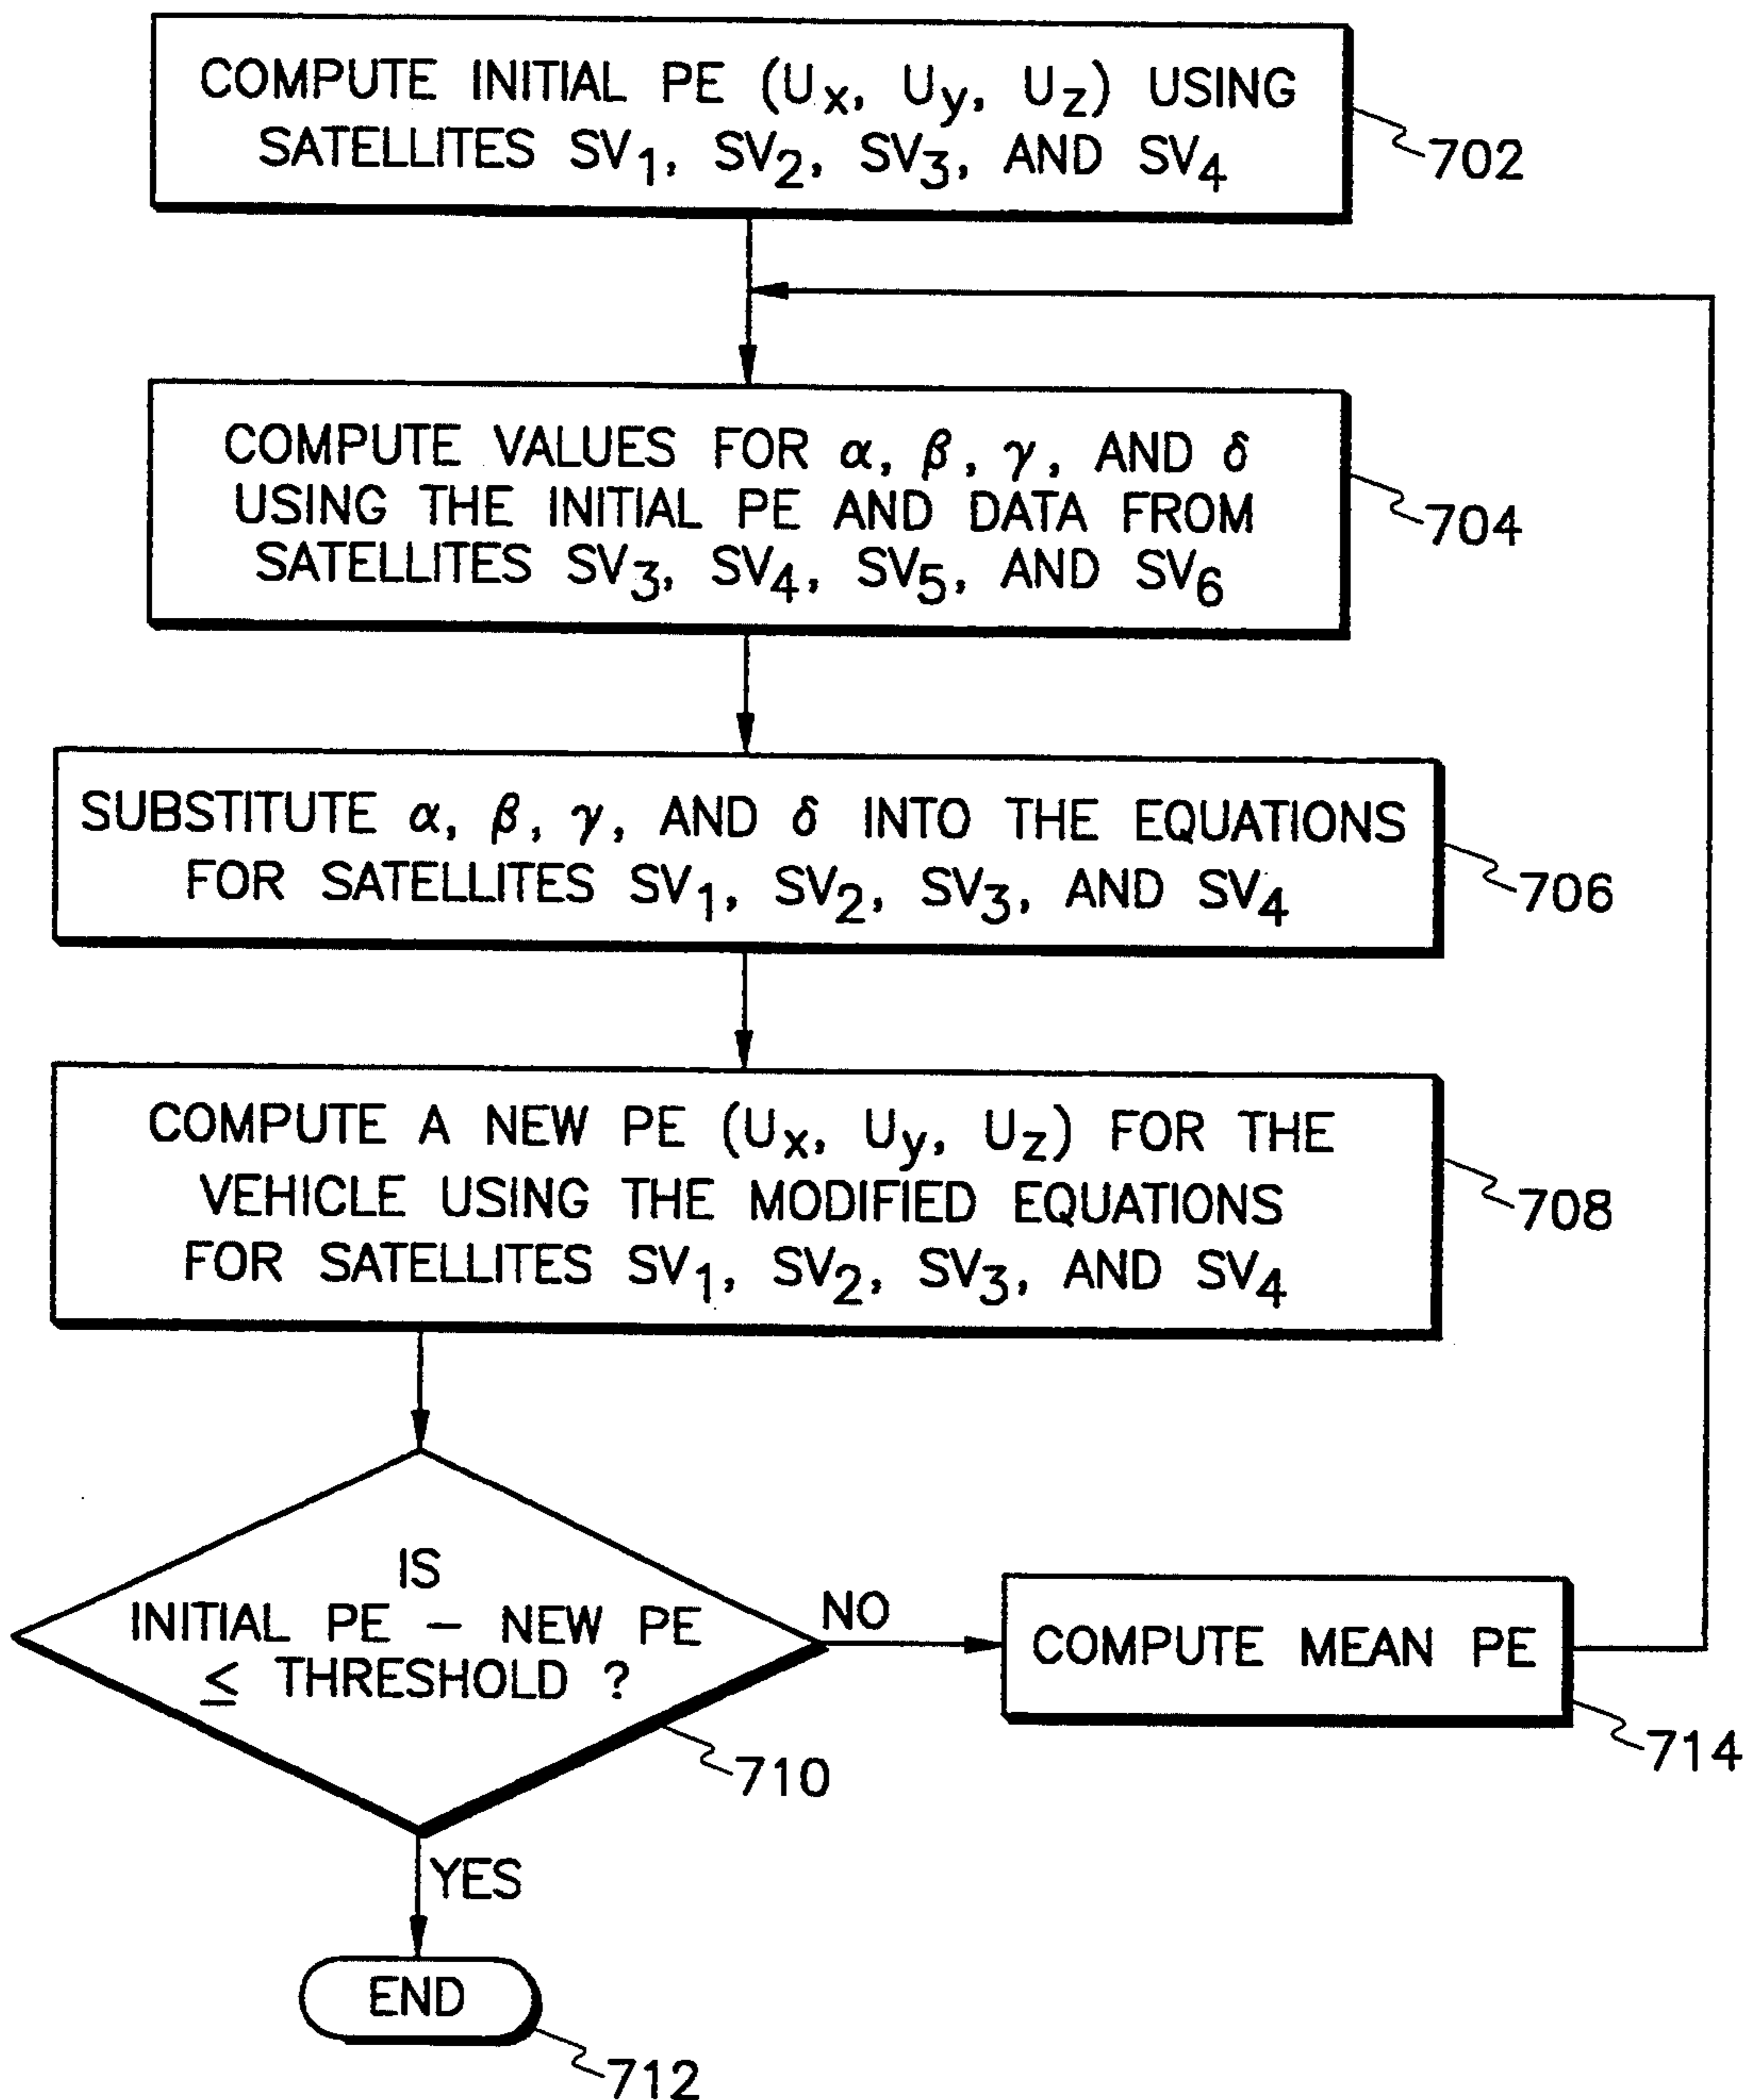 COMPUTE INITIAL PE (Ux, Uy, Uz) USING
SATELLITES SV1, SV2, SV3, AND SV4
702
COMPUTE VALUES FOR α, β, γ, AND δ
USING THE INITIAL PE AND DATA FROM
SATELLITES SV3, SV4, SV5, AND SV6
704
SUBSTITUTE α, β, γ, AND δ INTO THE EQUATIONS
FOR SATELLITES SV1, SV2, SV3, AND SV4
706
COMPUTE A NEW PE (Ux, Uy, Uz) FOR THE
VEHICLE USING THE MODIFIED EQUATIONS
FOR SATELLITES SV1, SV2, SV3, AND SV4
708
IS
INITIAL PE – NEW PE
≤ THRESHOLD ?
710
NO
COMPUTE MEAN PE
714
YES
END
712